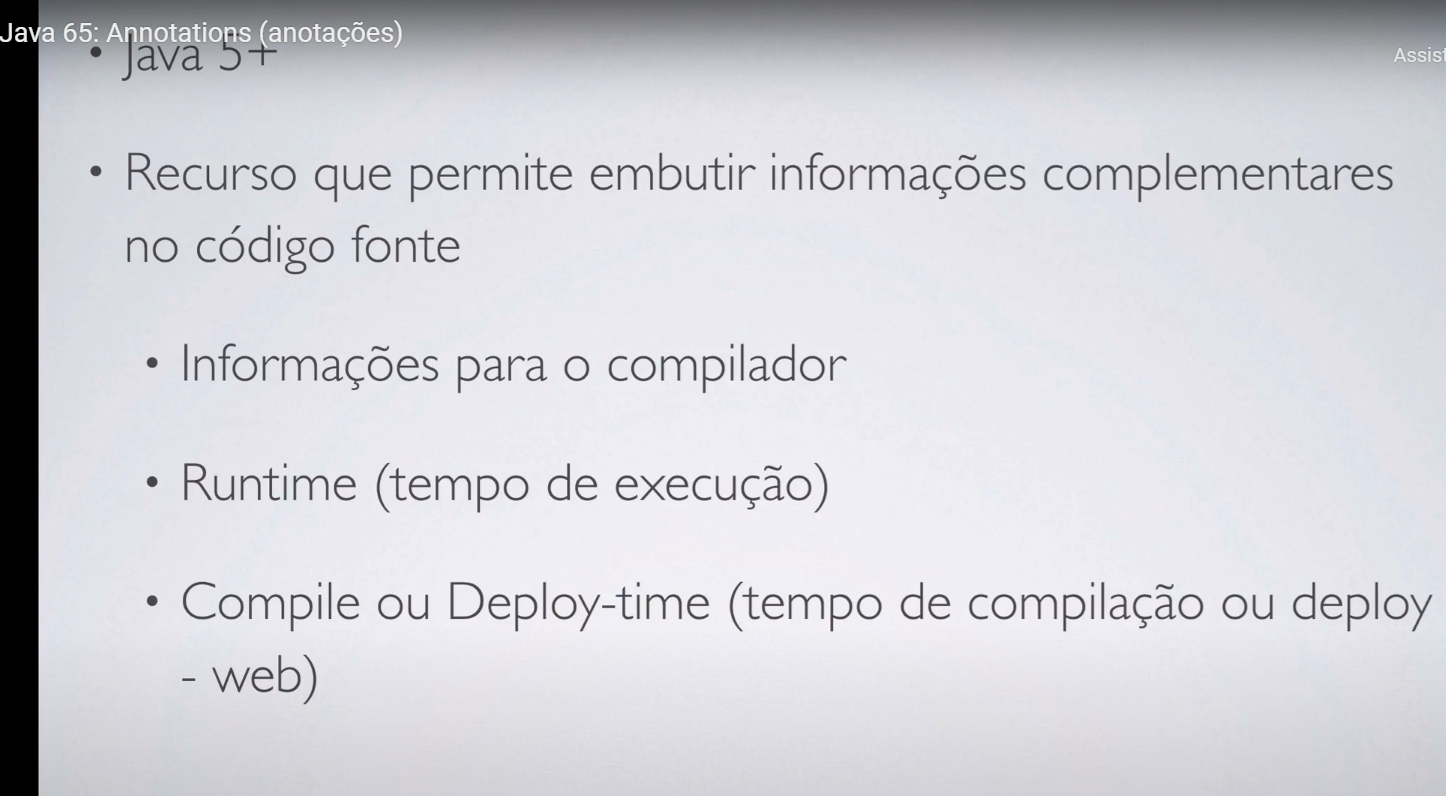 Java 65: Annotations (anotações)
• Java 5+
Assist
• Recurso que permite embutir informações complementares
no código fonte
• Informações para o compilador
• Runtime (tempo de execução)
• Compile ou Deploy-time (tempo de compilação ou deploy
- web)